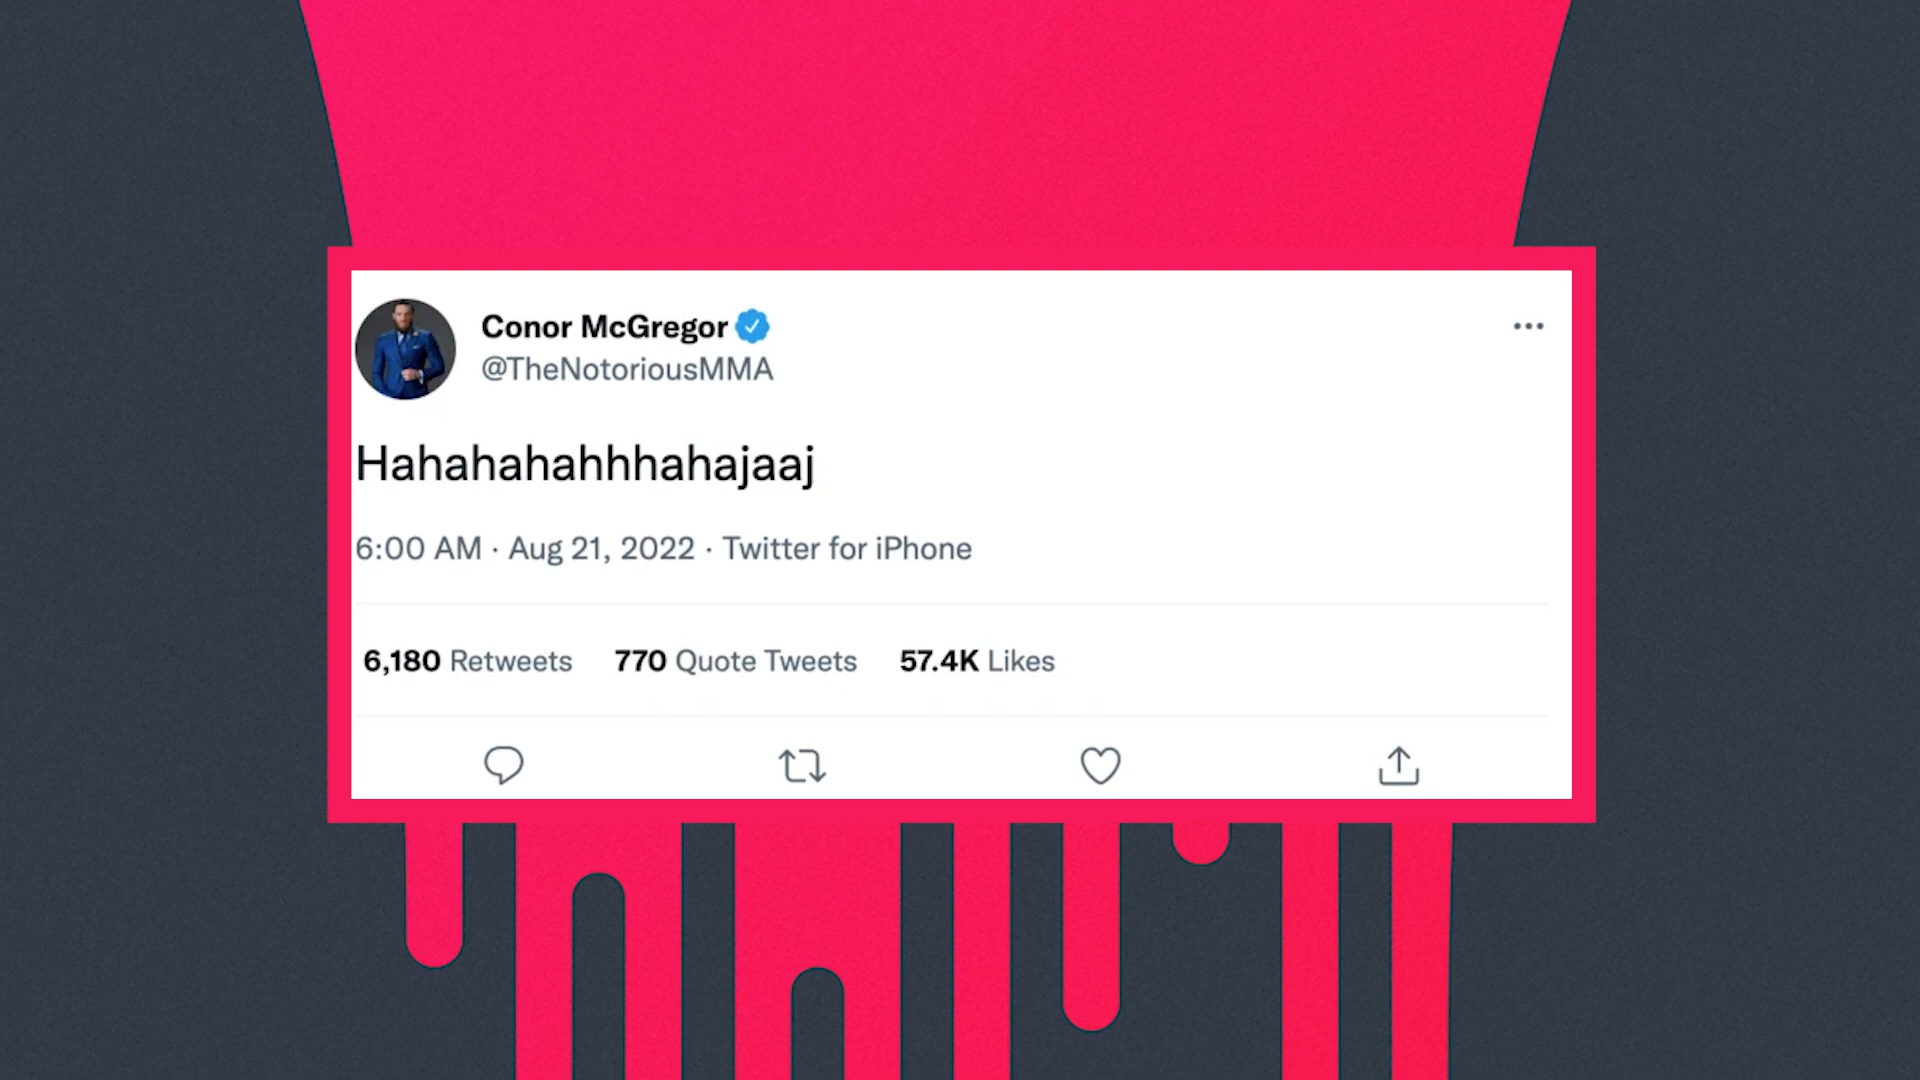 Conor McGregor
@TheNotoriousMMA
Hahahahahhhahajaaj
6:00 AM · Aug 21, 2022 · Twitter for iPhone
6,180 Retweets 770 Quote Tweets 57.4K Likes